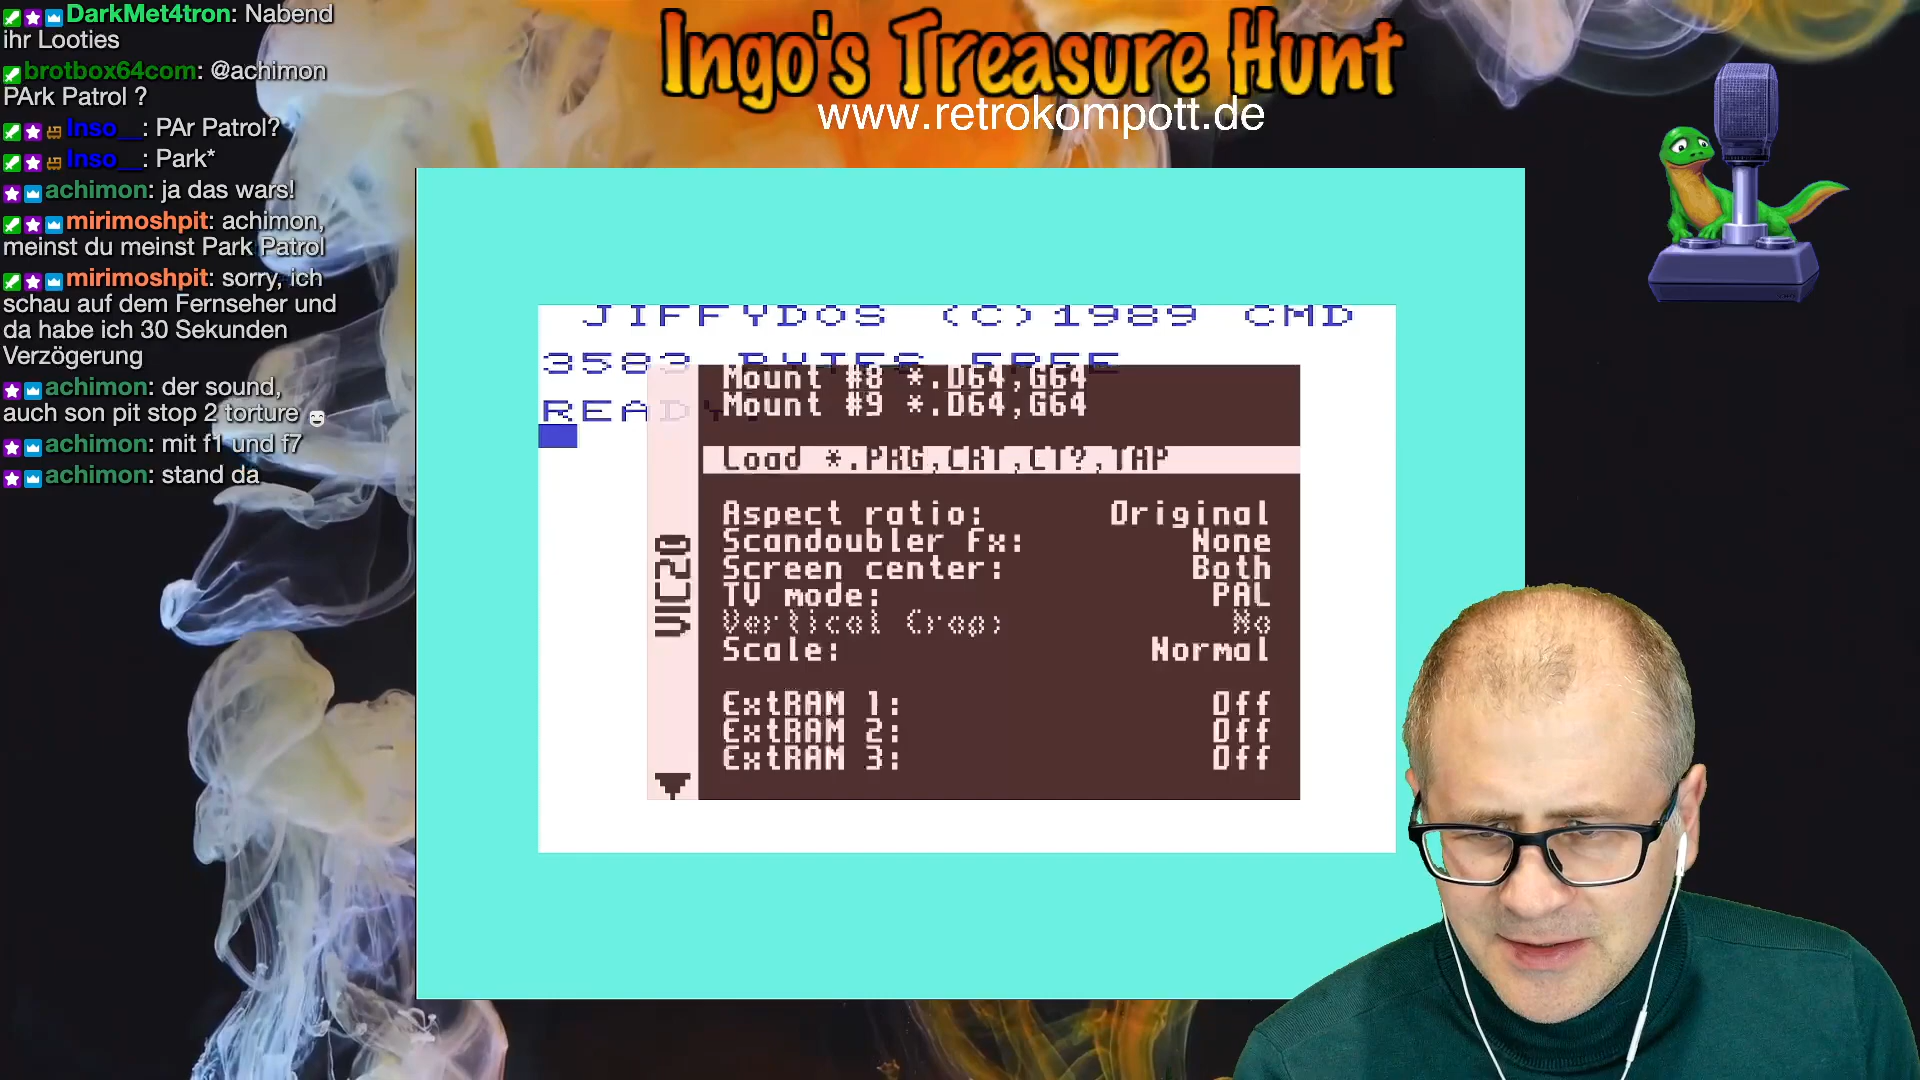 DarkMet4tron: Nabend
ihr Looties
brotbox64com: @achimon
PArk Patrol ?
Inso__: PAr Patrol?
Inso__: Park*
achimon: ja das wars!
mirimoshpit: achimon,
meinst du meinst Park Patrol
mirimoshpit: sorry, ich
schau auf dem Fernseher und
da habe ich 30 Sekunden
Verzögerung
achimon: der sound,
auch son pit stop 2 torture
achimon: mit f1 und f7
achimon: stand da
Ingo's Treasure Hunt
www.retrokompott.de
JIFFYDOS (C)1989 CMD
3583 BYTES FREE
READY.
VIC20
Mount #8 *.D64,G64
Mount #9 *.D64,G64
Load *.PRG,CRT,CT?,TAP
Aspect ratio: Original
Scandoubler Fx: None
Screen center: Both
TV mode: PAL
Vertical Crop: No
Scale: Normal
ExtRAM 1: Off
ExtRAM 2: Off
ExtRAM 3: Off